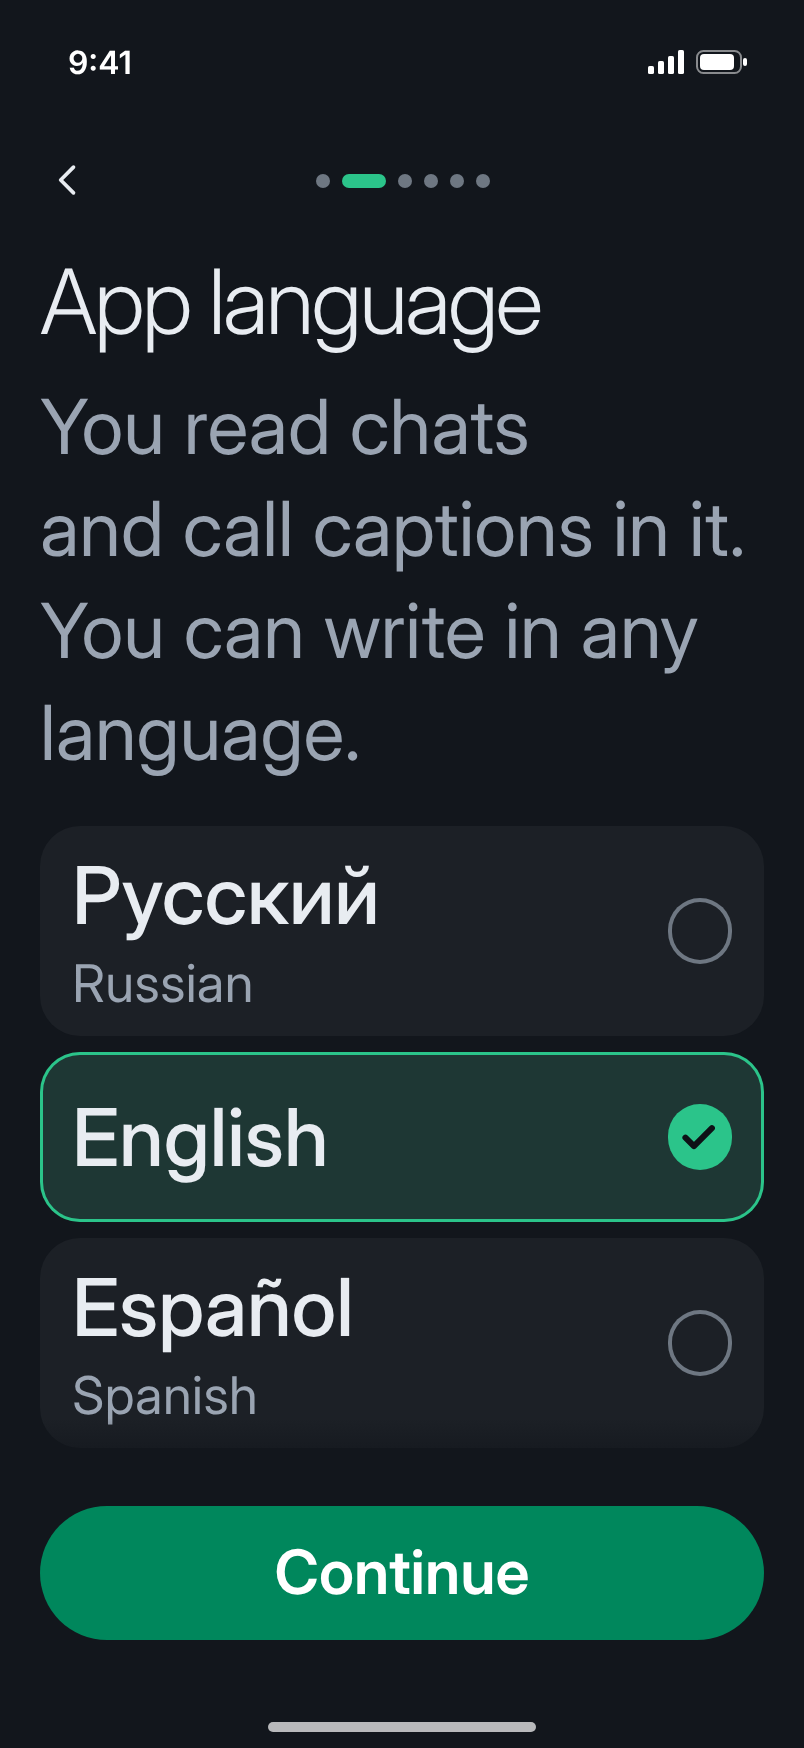 9:41
App language
You read chats
and call captions in it.
You can write in any
language.
Русский
Russian
English
Español
Spanish
Continue